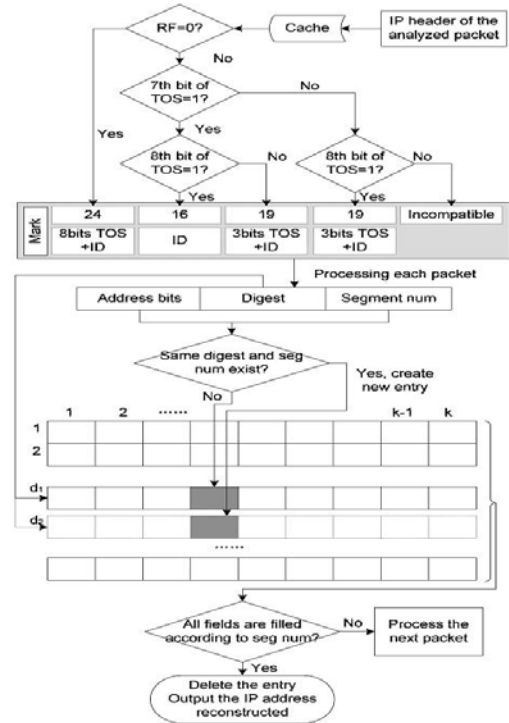 RF=0?
Cache
IP header of the
analyzed packet
No
7th bit of
TOS=1?
No
Yes
Yes
8th bit of
TOS=1?
No
8th bit of
TOS=1?
No
Yes
Yes
Mark
24
16
19
19
Incompatible
8bits TOS
+ID
ID
3bits TOS
+ID
3bits TOS
+ID
Processing each packet
Address bits
Digest
Segment num
Same digest and seg
num exist?
Yes, create
new entry
No
1
2
......
k-1
k
1
2
d1
d2
......
......
All fields are filled
according to seg num?
No
Process the
next packet
Yes
Delete the entry
Output the IP address
reconstructed